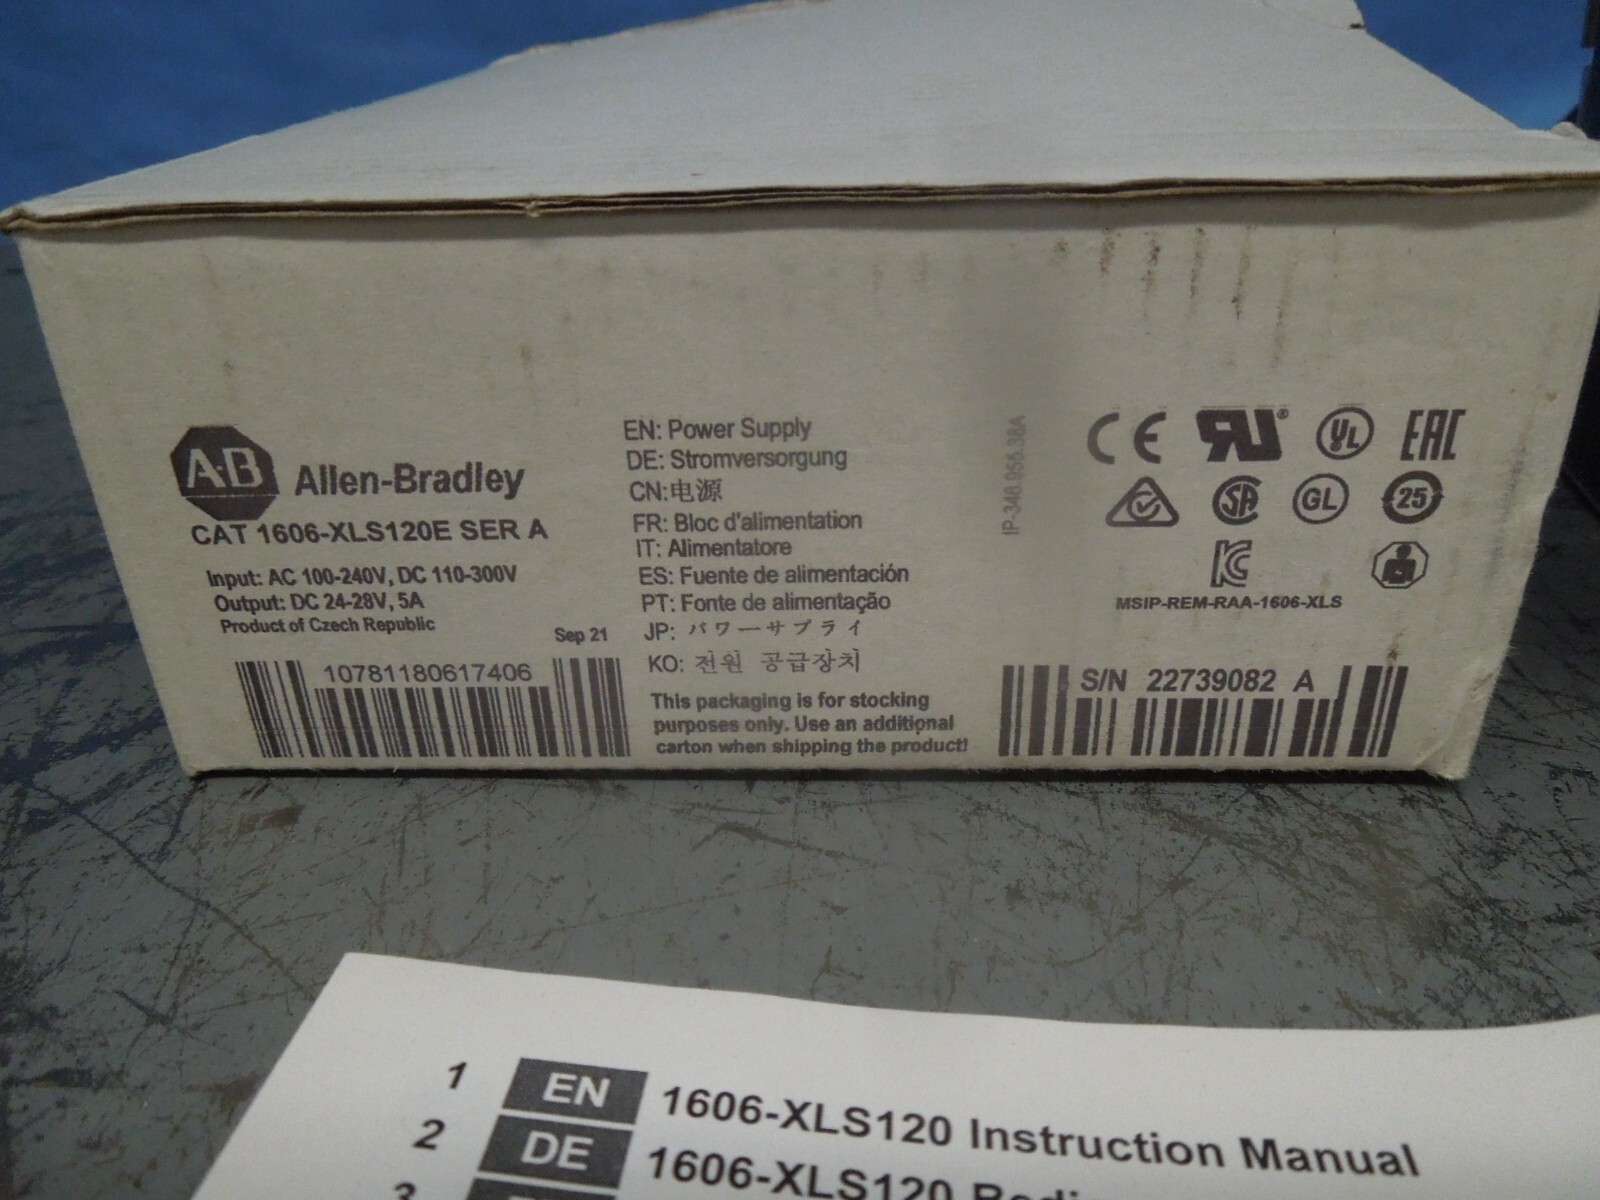 A-B
Allen-Bradley
CAT 1606-XLS120E SER A
Input: AC 100-240V, DC 110-300V
Output: DC 24-28V, 5A
Product of Czech Republic
Sep 21
10781180617406
EN: Power Supply
DE: Stromversorgung
CN:电源
FR: Bloc d'alimentation
IT: Alimentatore
ES: Fuente de alimentación
PT: Fonte de alimentação
JP: パワーサプライ
KO: 전원 공급장치
This packaging is for stocking
purposes only. Use an additional
carton when shipping the product!
IP-348.955.38A
CE RU ® UL EAC
SA GL 25
KC
MSIP-REM-RAA-1606-XLS
S/N 22739082 A
1 EN 1606-XLS120 Instruction Manual
2 DE 1606-XLS120
3